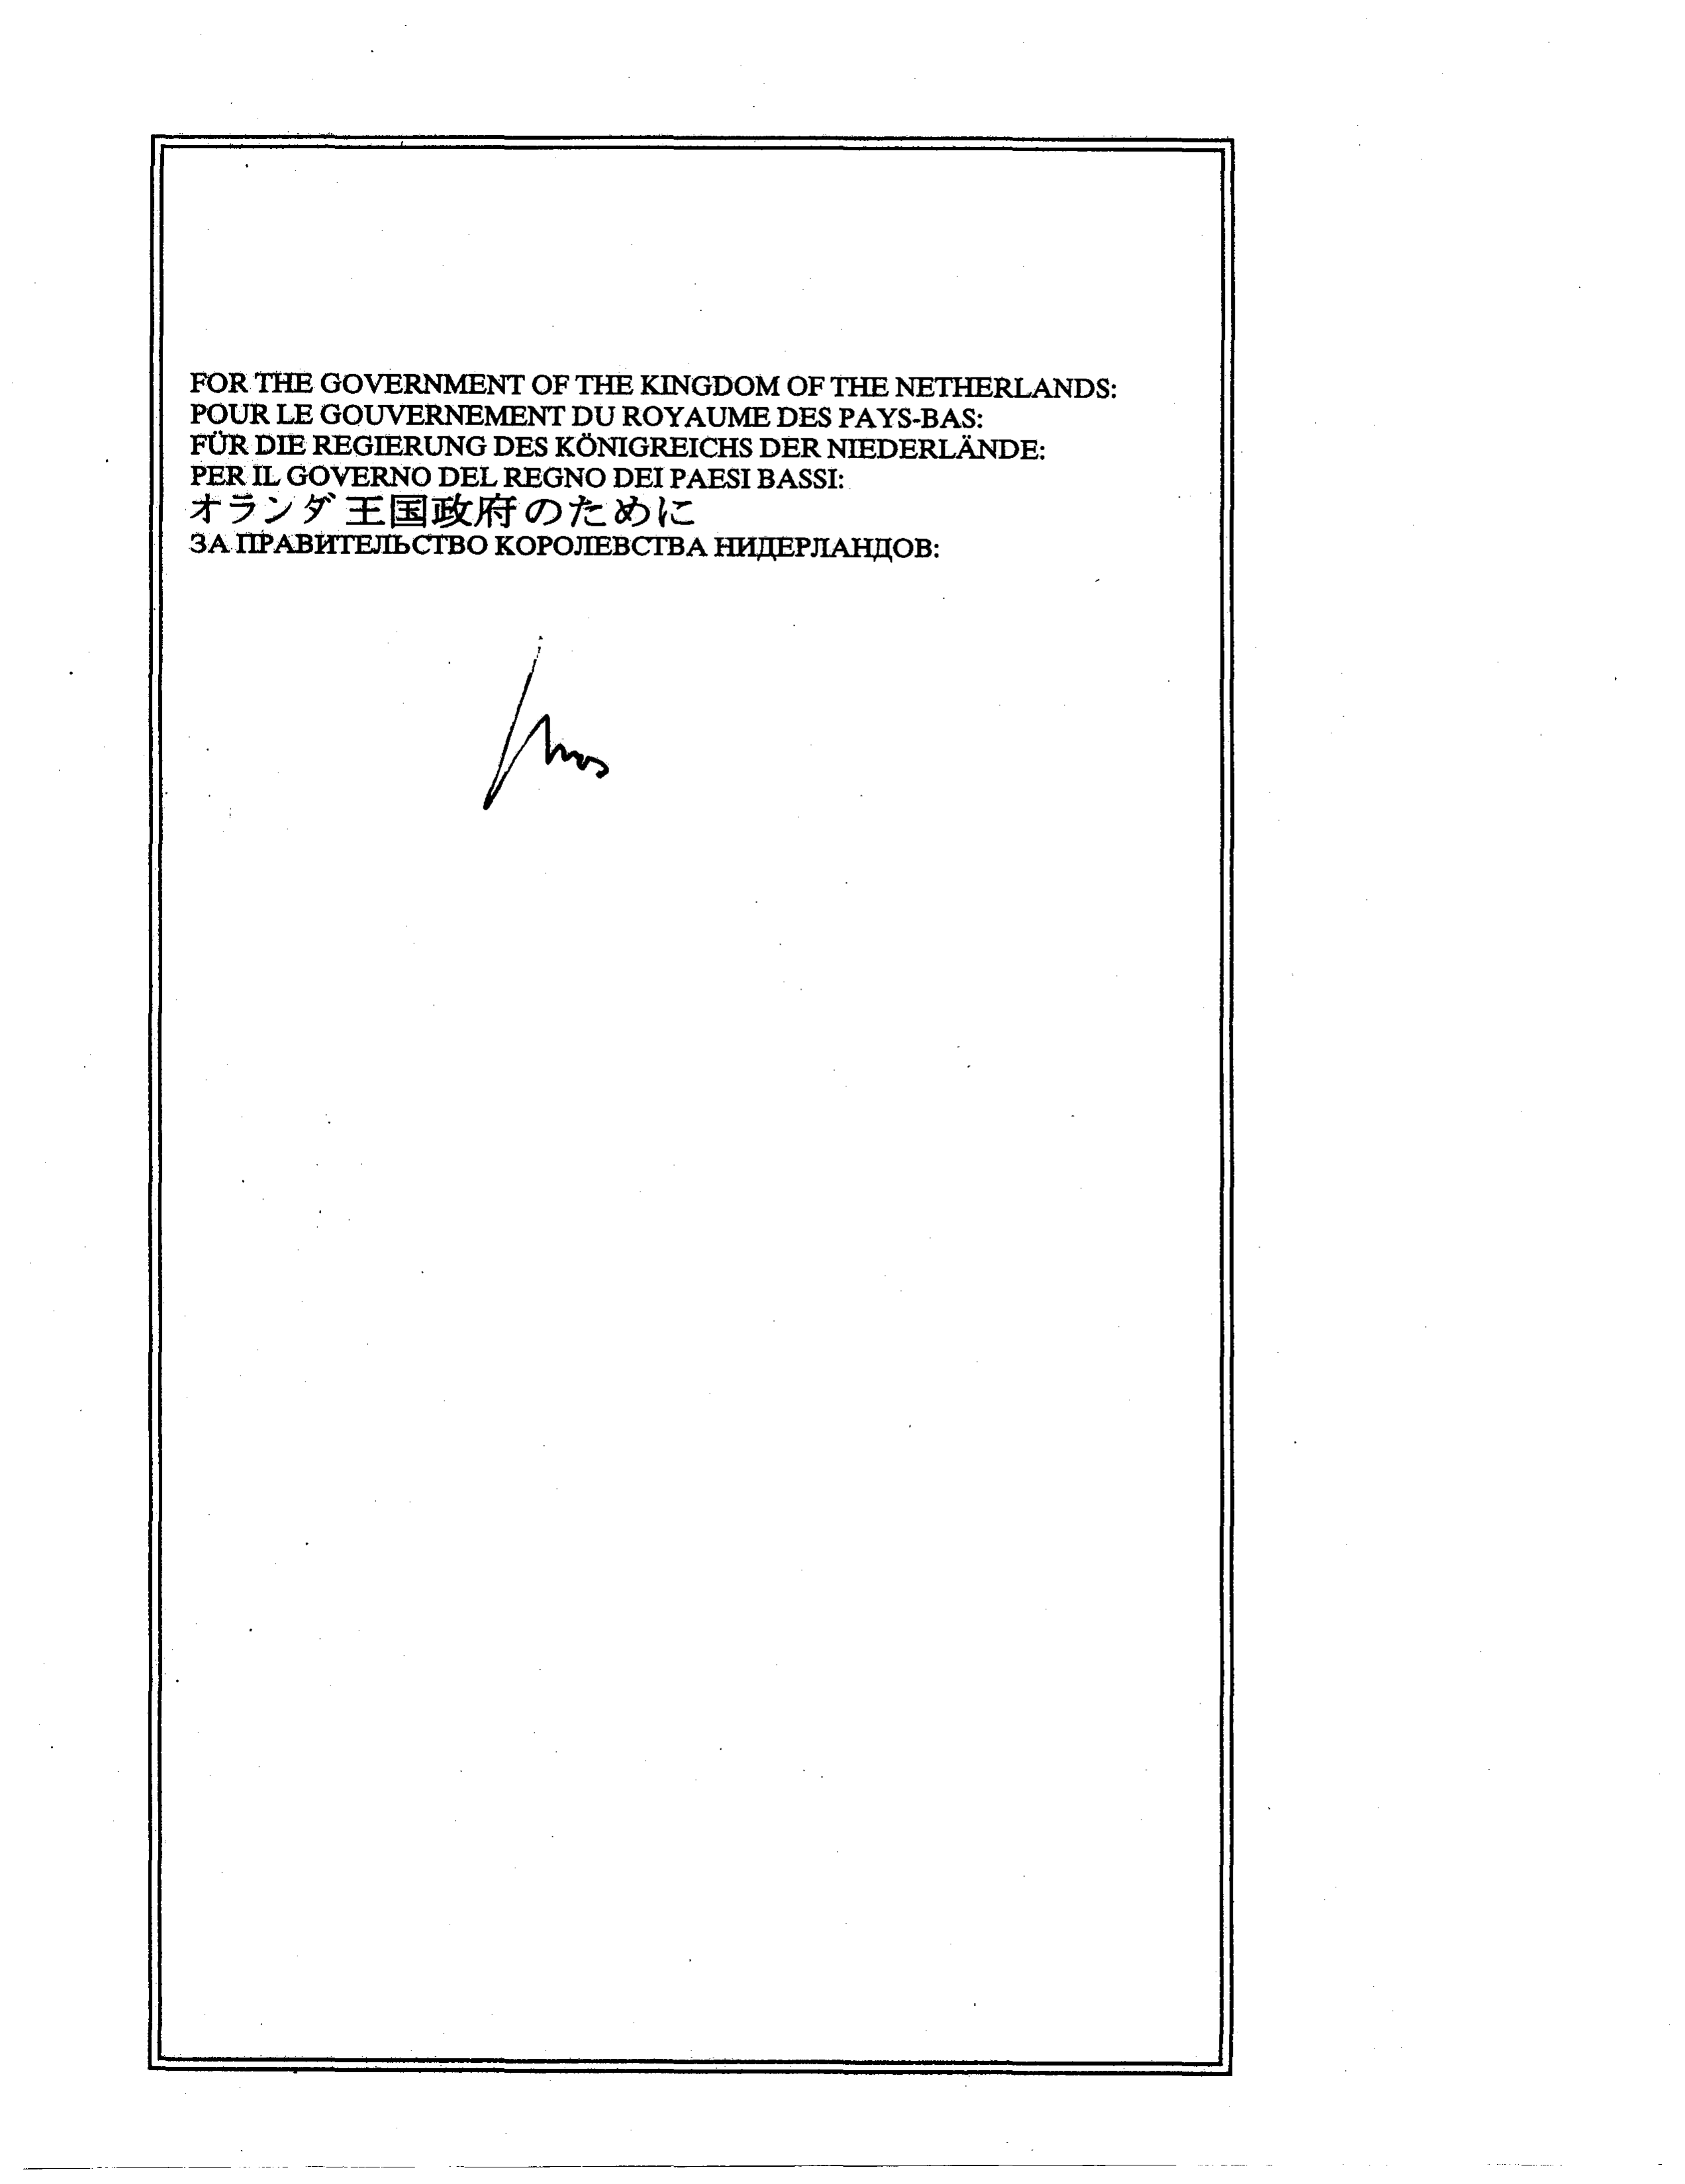 FOR THE GOVERNMENT OF THE KINGDOM OF THE NETHERLANDS:
POUR LE GOUVERNEMENT DU ROYAUME DES PAYS-BAS:
FÜR DIE REGIERUNG DES KÖNIGREICHS DER NIEDERLÄNDE:
PER IL GOVERNO DEL REGNO DEI PAESI BASSI:
オランダ王国政府のために
ЗА ПРАВИТЕЛЬСТВО КОРОЛЕВСТВА НИДЕРЛАНДОВ: